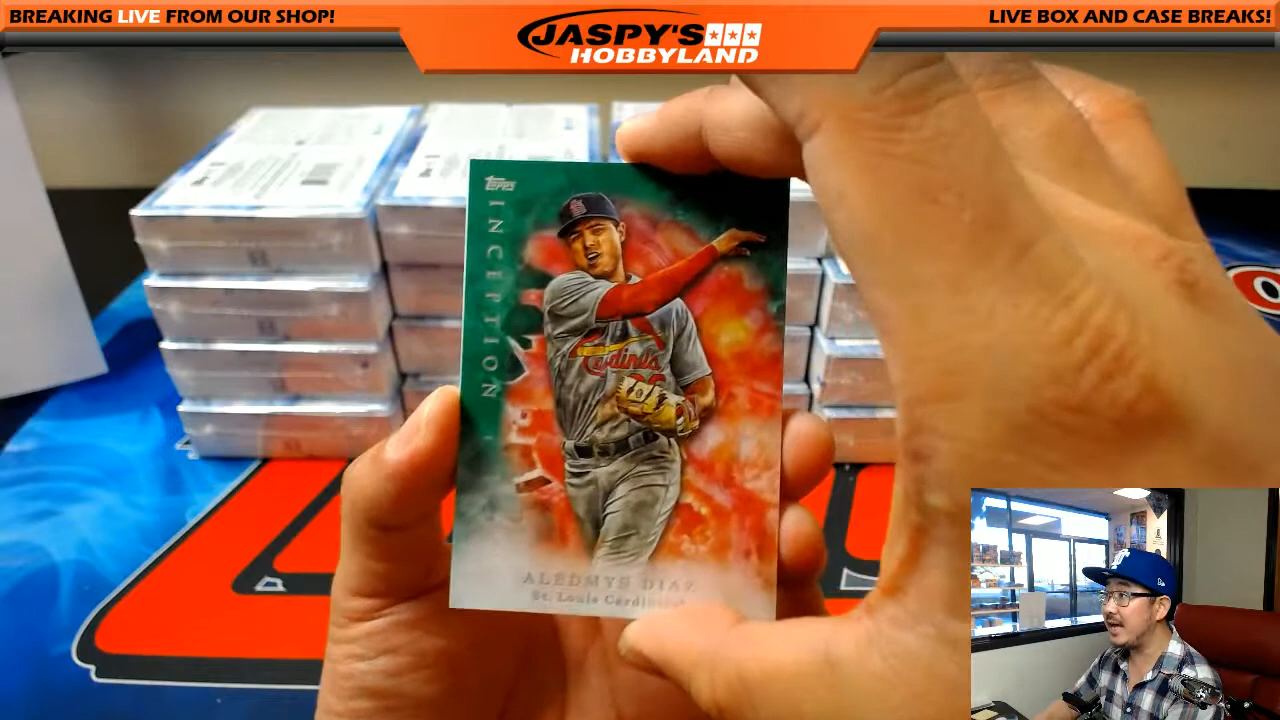 BREAKING LIVE FROM OUR SHOP!
JASPY'S
HOBBYLAND
LIVE BOX AND CASE BREAKS!
Topps
INCEPTION
Cardinals
ALEDMYS DIAZ
St. Louis Cardinals